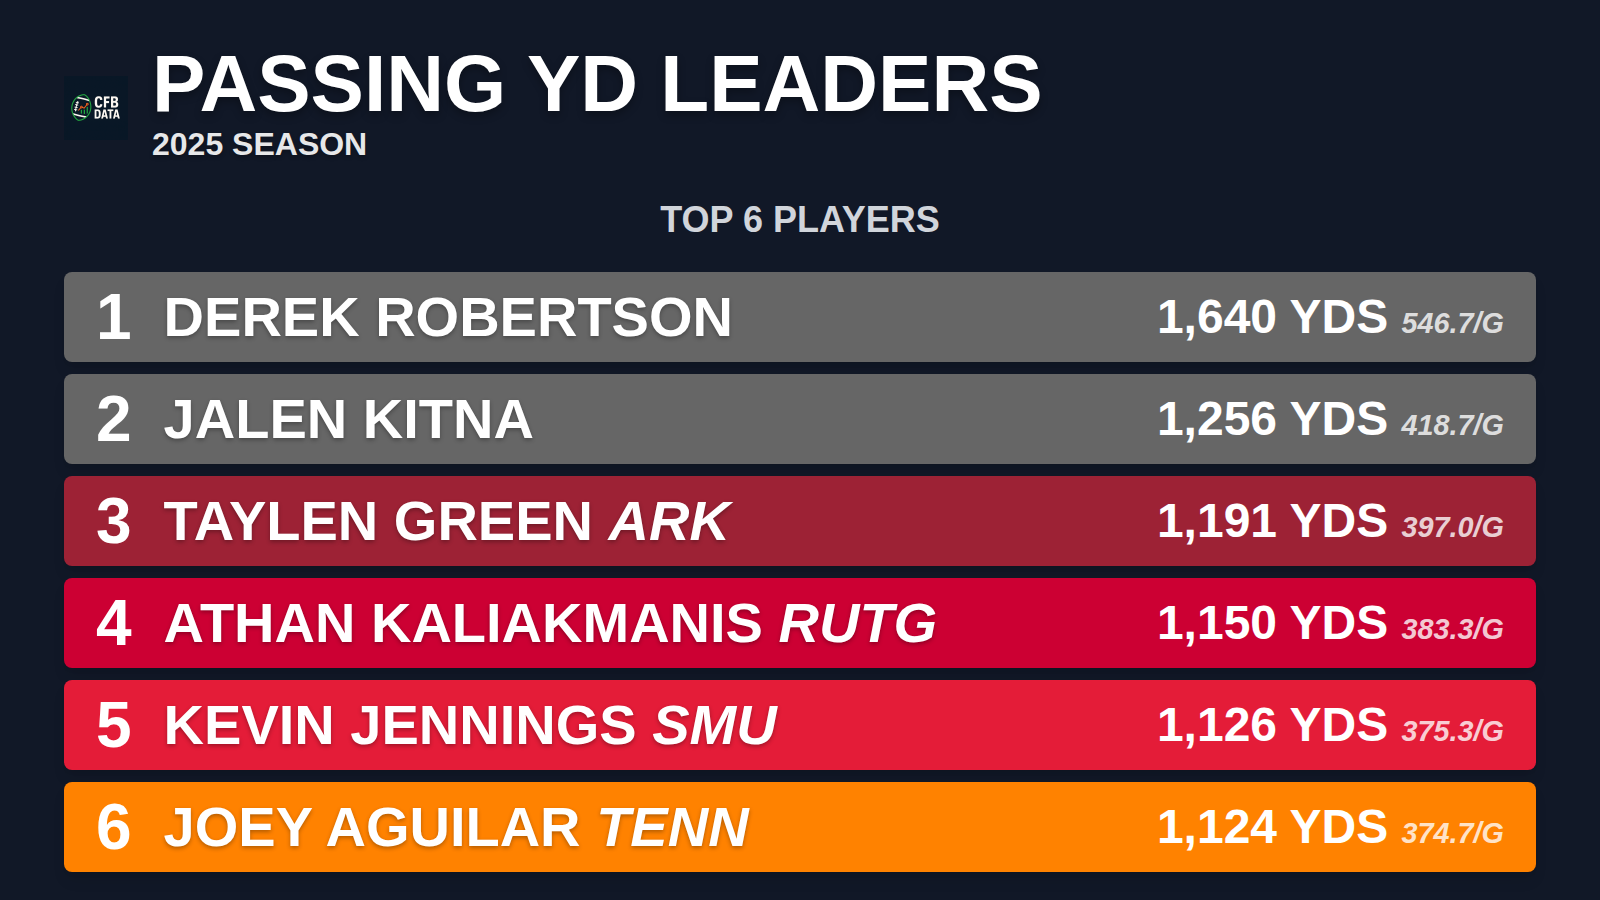 CFB
DATA
PASSING YD LEADERS
2025 SEASON
TOP 6 PLAYERS
1 DEREK ROBERTSON 1,640 YDS 546.7/G
2 JALEN KITNA 1,256 YDS 418.7/G
3 TAYLEN GREEN ARK 1,191 YDS 397.0/G
4 ATHAN KALIAKMANIS RUTG 1,150 YDS 383.3/G
5 KEVIN JENNINGS SMU 1,126 YDS 375.3/G
6 JOEY AGUILAR TENN 1,124 YDS 374.7/G